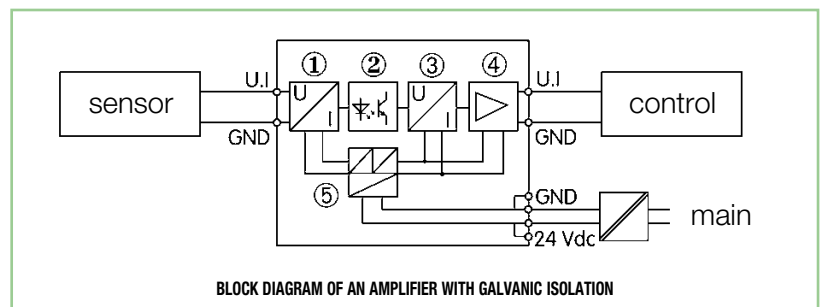 ① ② ③ ④
U.I U I U I U.I
sensor control
GND GND
⑤
GND
main
24 Vdc
BLOCK DIAGRAM OF AN AMPLIFIER WITH GALVANIC ISOLATION